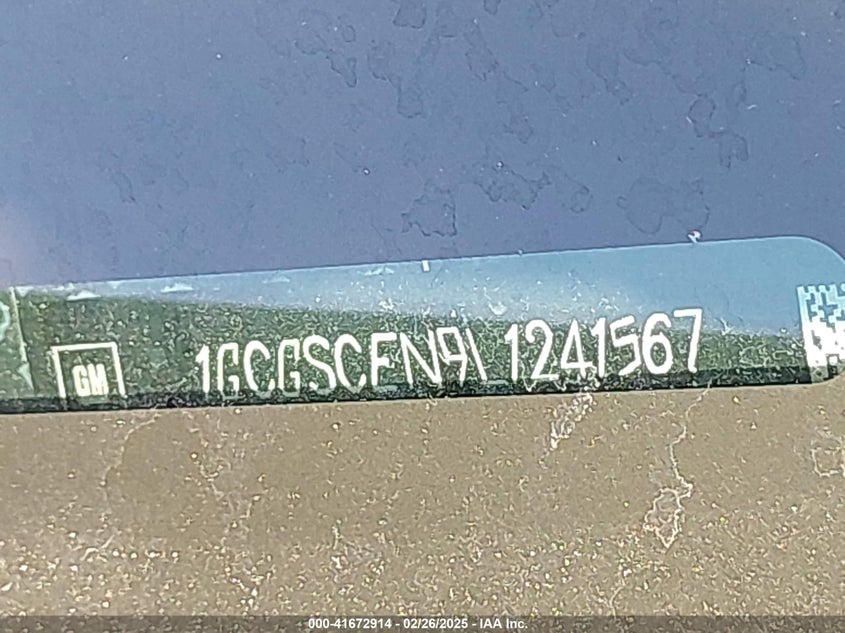 GM 1GCGSCEN9L1241567
000-41672914 - 02/26/2025 - IAA Inc.